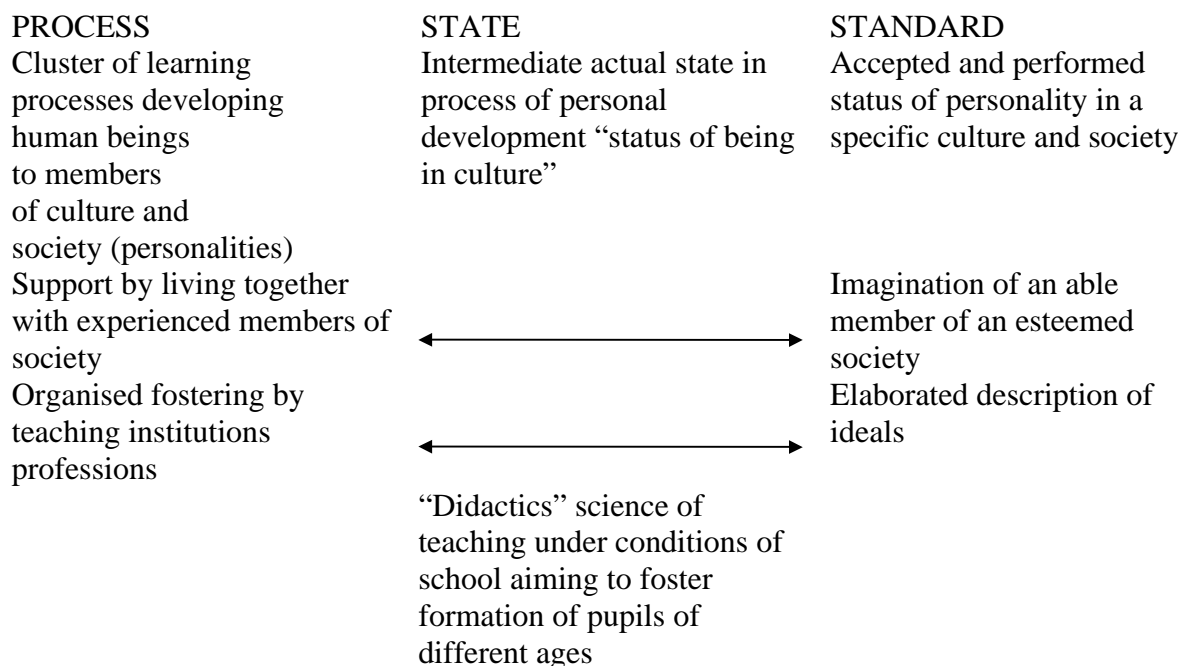 PROCESS
Cluster of learning
processes developing
human beings
to members
of culture and
society (personalities)
Support by living together
with experienced members of
society
Organised fostering by
teaching institutions
professions
STATE
Intermediate actual state in
process of personal
development “status of being
in culture”
“Didactics” science of
teaching under conditions of
school aiming to foster
formation of pupils of
different ages
STANDARD
Accepted and performed
status of personality in a
specific culture and society
Imagination of an able
member of an esteemed
society
Elaborated description of
ideals